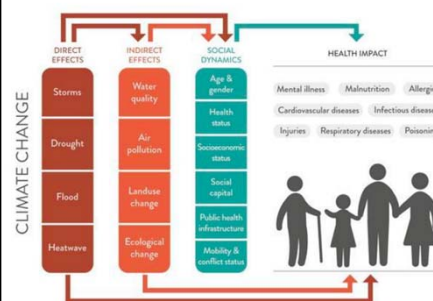 CLIMATE CHANGE
DIRECT
EFFECTS
Storms
Drought
Flood
Heatwave
INDIRECT
EFFECTS
Water
quality
Air
pollution
Landuse
change
Ecological
change
SOCIAL
DYNAMICS
Age &
gender
Health
status
Socioeconomic
status
Social
capital
Public health
infrastructure
Mobility &
conflict status
HEALTH IMPACT
Mental illness Malnutrition
Cardiovascular diseases Infectious
Injuries Respiratory diseases